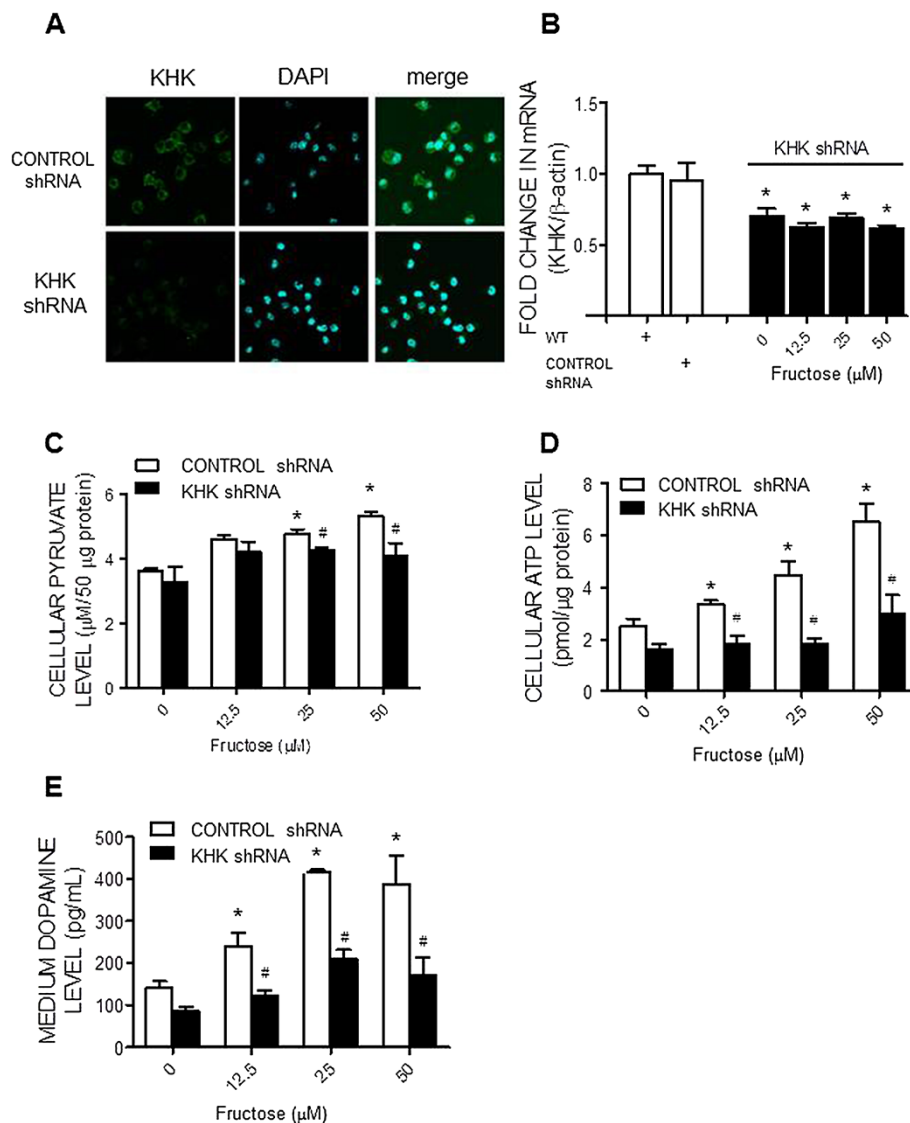 A
KHK DAPI merge
CONTROL
shRNA
KHK
shRNA
B
FOLD CHANGE IN mRNA
(KHK/β-actin)
1.5
1.0
0.5
KHK shRNA
* * * *
WT +
CONTROL
shRNA +
0 12.5 25 50
Fructose (μM)
C
CONTROL shRNA
KHK shRNA
CELLULAR PYRUVATE
LEVEL (μM/50 μg protein)
6
4
2
0
* *
# #
0 12.5 25 50
Fructose (μM)
D
CONTROL shRNA
KHK shRNA
CELLULAR ATP LEVEL
(pmol/μg protein)
8
6
4
2
0
* * *
# # #
0 12.5 25 50
Fructose (μM)
E
CONTROL shRNA
KHK shRNA
MEDIUM DOPAMINE
LEVEL (pg/mL)
500
400
300
200
100
0
* * *
# # #
0 12.5 25 50
Fructose (μM)